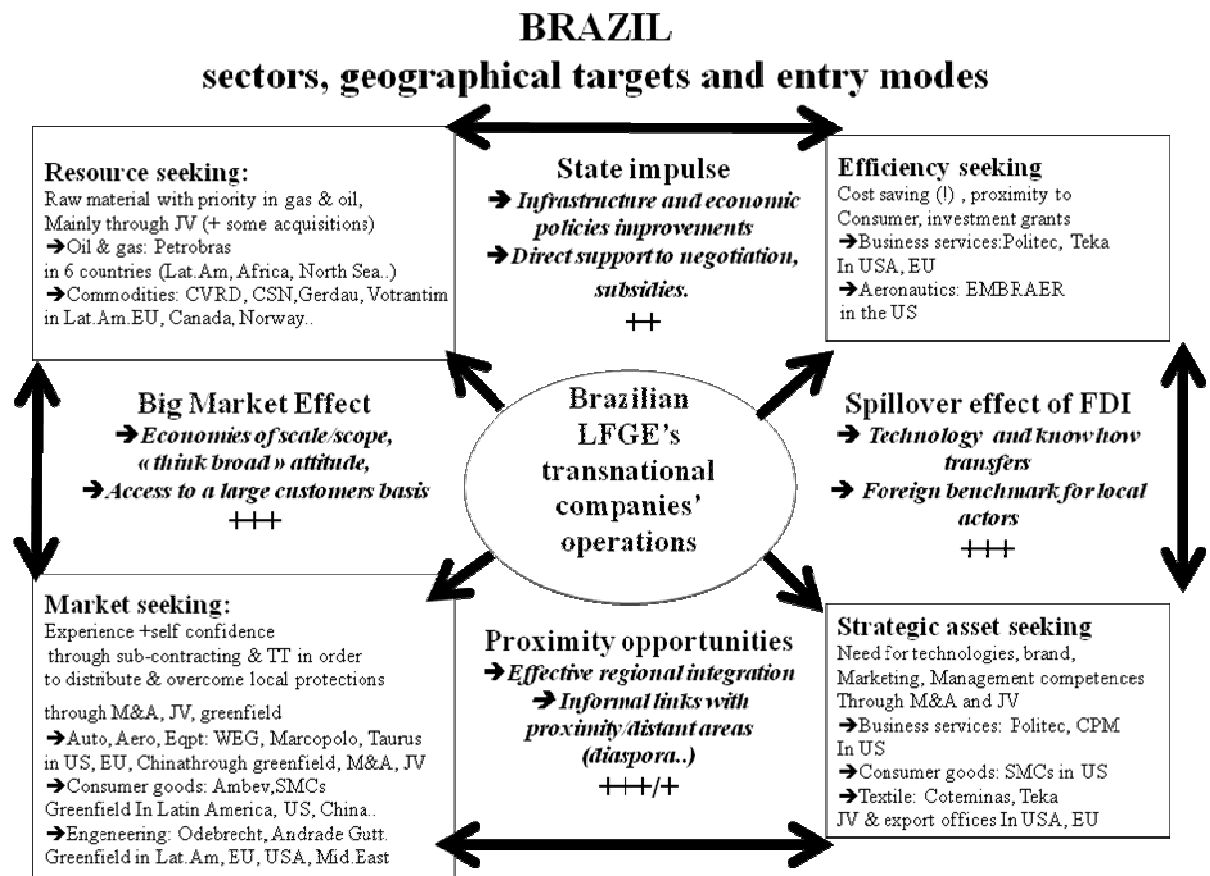 BRAZIL
sectors, geographical targets and entry modes
Resource seeking:
Raw material with priority in gas & oil,
Mainly through JV (+ some acquisitions)
➔Oil & gas: Petrobras
in 6 countries (Lat.Am, Africa, North Sea..)
➔Commodities: CVRD, CSN,Gerdau, Votrantim
in Lat.Am.EU, Canada, Norway..
State impulse
➔ Infrastructure and economic
policies improvements
➔Direct support to negotiation,
subsidies.
++
Efficiency seeking
Cost saving (!) , proximity to
Consumer, investment grants
➔Business services:Politec, Teka
In USA, EU
➔Aeronautics: EMBRAER
in the US
Big Market Effect
➔ Economies of scale/scope,
« think broad » attitude,
➔Access to a large customers basis
+++
Brazilian
LFGE's
transnational
companies'
operations
Spillover effect of FDI
➔ Technology and know how
transfers
➔ Foreign benchmark for local
actors
+++
Market seeking:
Experience +self confidence
through sub-contracting & TT in order
to distribute & overcome local protections
through M&A, JV, greenfield
➔Auto, Aero, Eqpt: WEG, Marcopolo, Taurus
in US, EU, Chinathrough greenfield, M&A, JV
➔Consumer goods: Ambev,SMCs
Greenfield In Latin America, US, China..
➔Engeneering: Odebrecht, Andrade Gutt.
Greenfield in Lat.Am, EU, USA, Mid.East
Proximity opportunities
➔Effective regional integration
➔ Informal links with
proximity/distant areas
(diaspora..)
+++/+
Strategic asset seeking
Need for technologies, brand,
Marketing, Management competences
Through M&A and JV
➔Business services: Politec, CPM
In US
➔Consumer goods: SMCs in US
➔Textile: Coteminas, Teka
JV & export offices In USA, EU